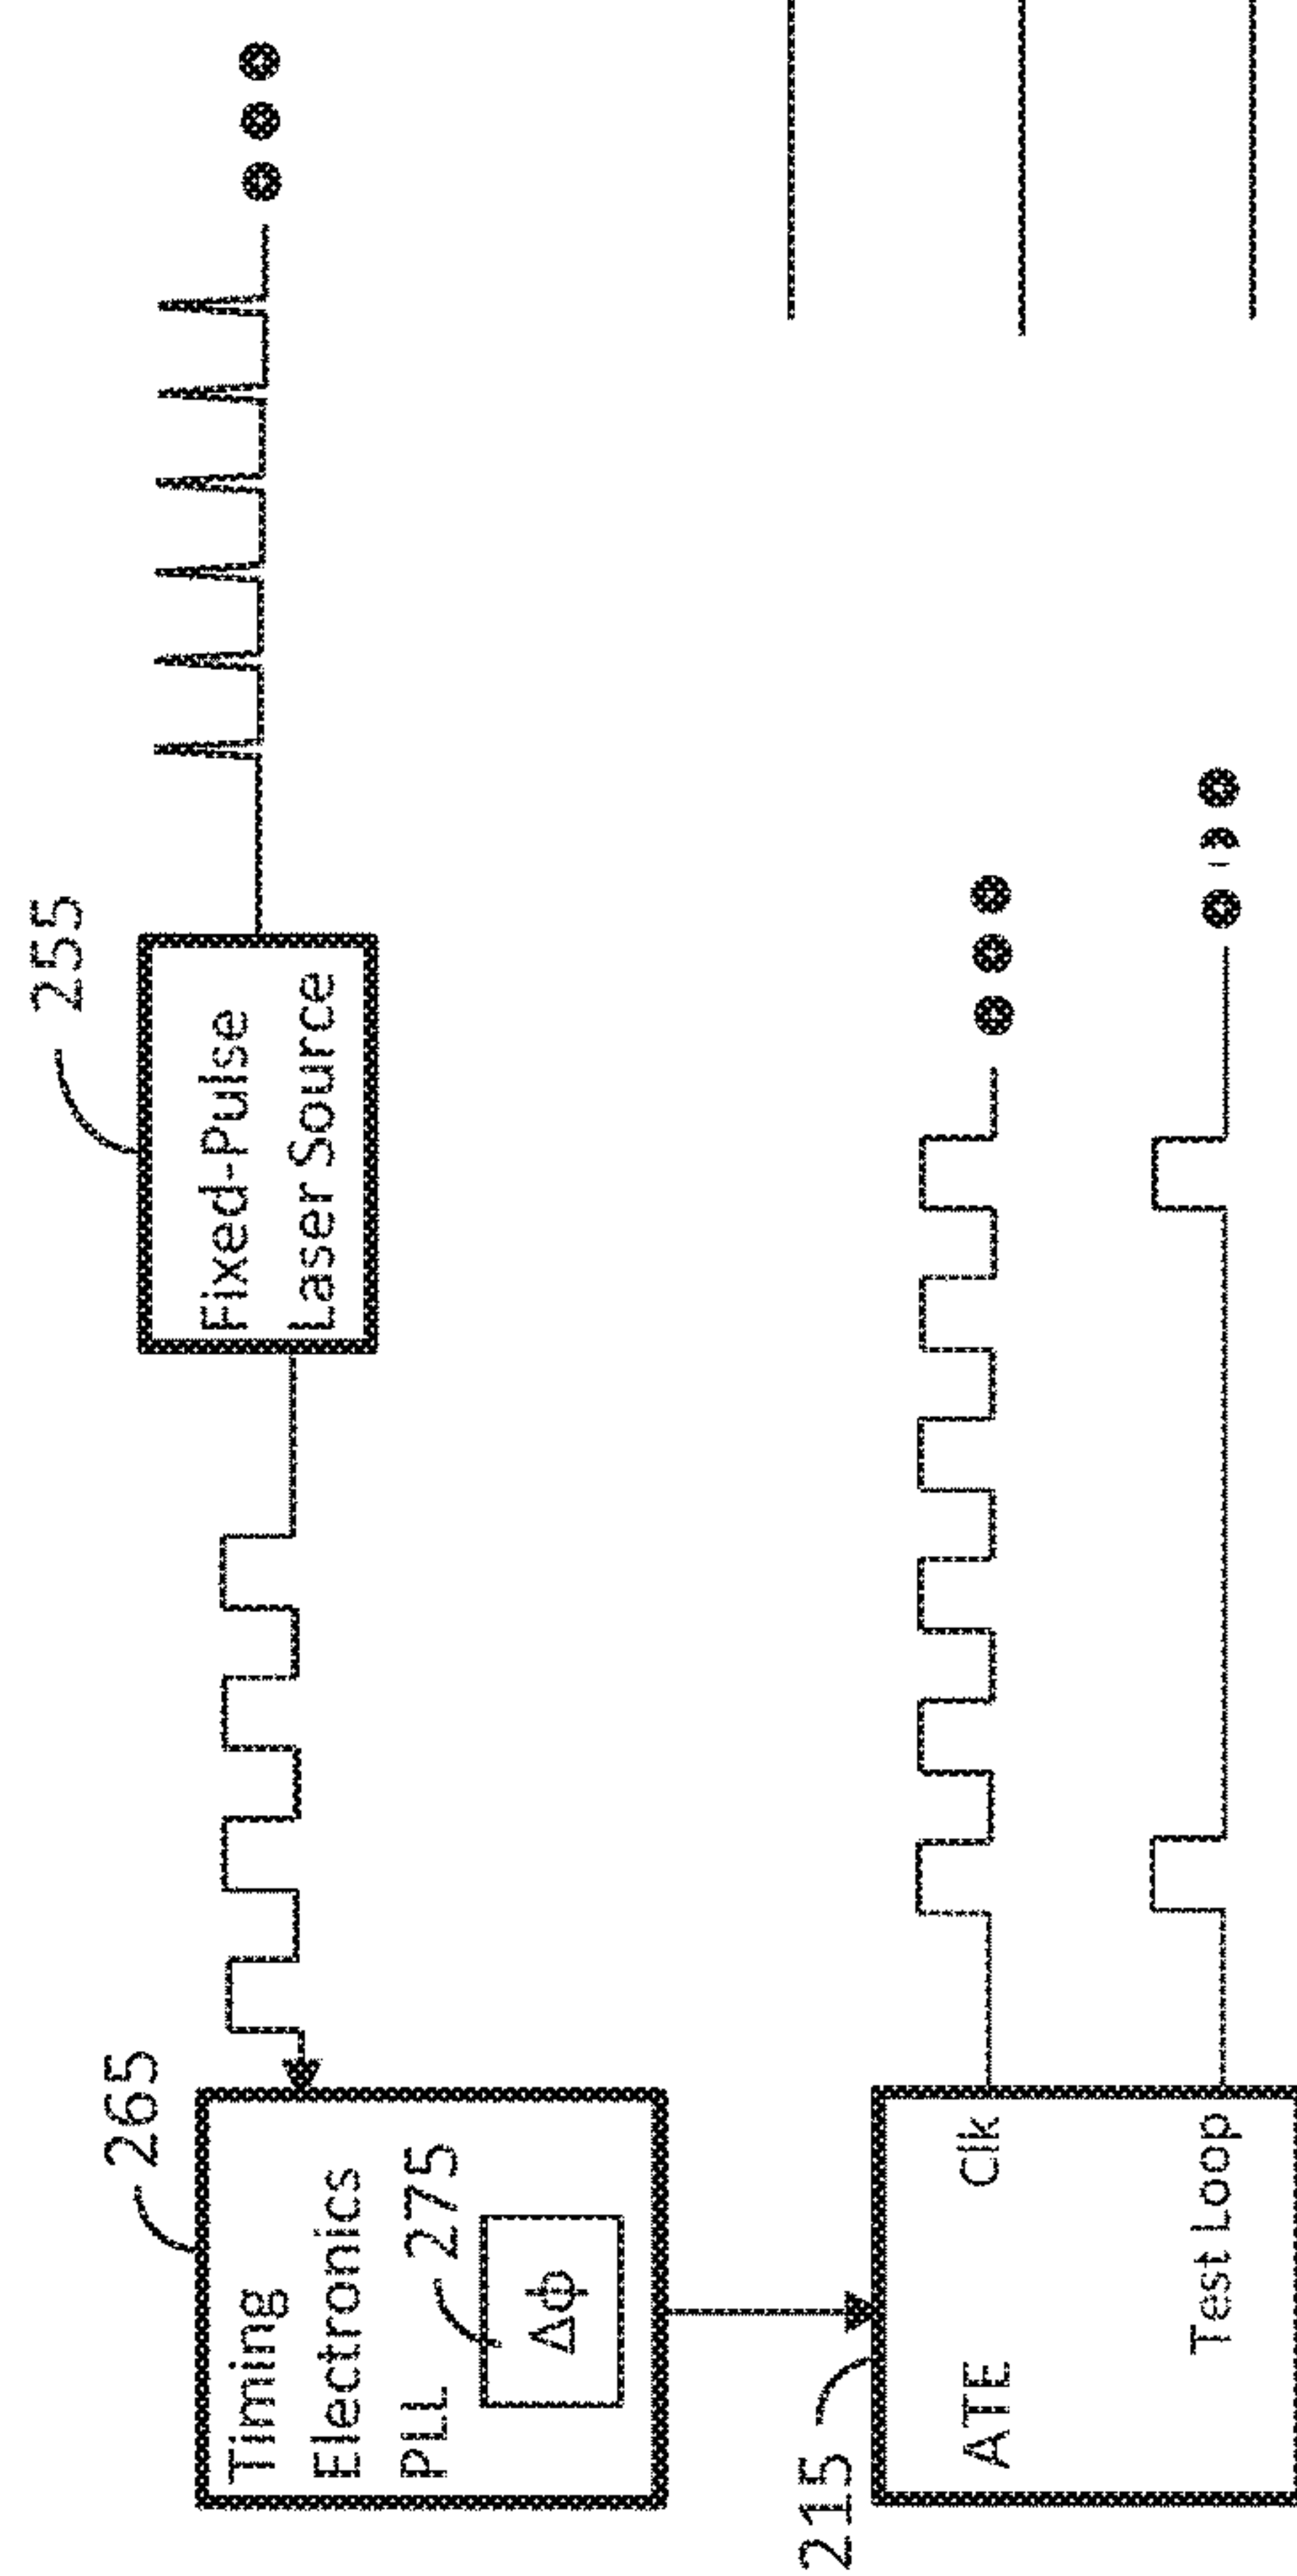 265
Timing
Electronics
PLL
275
Δϕ
255
Fixed-Pulse
Laser Source
215
ATE
Clk
Test Loop